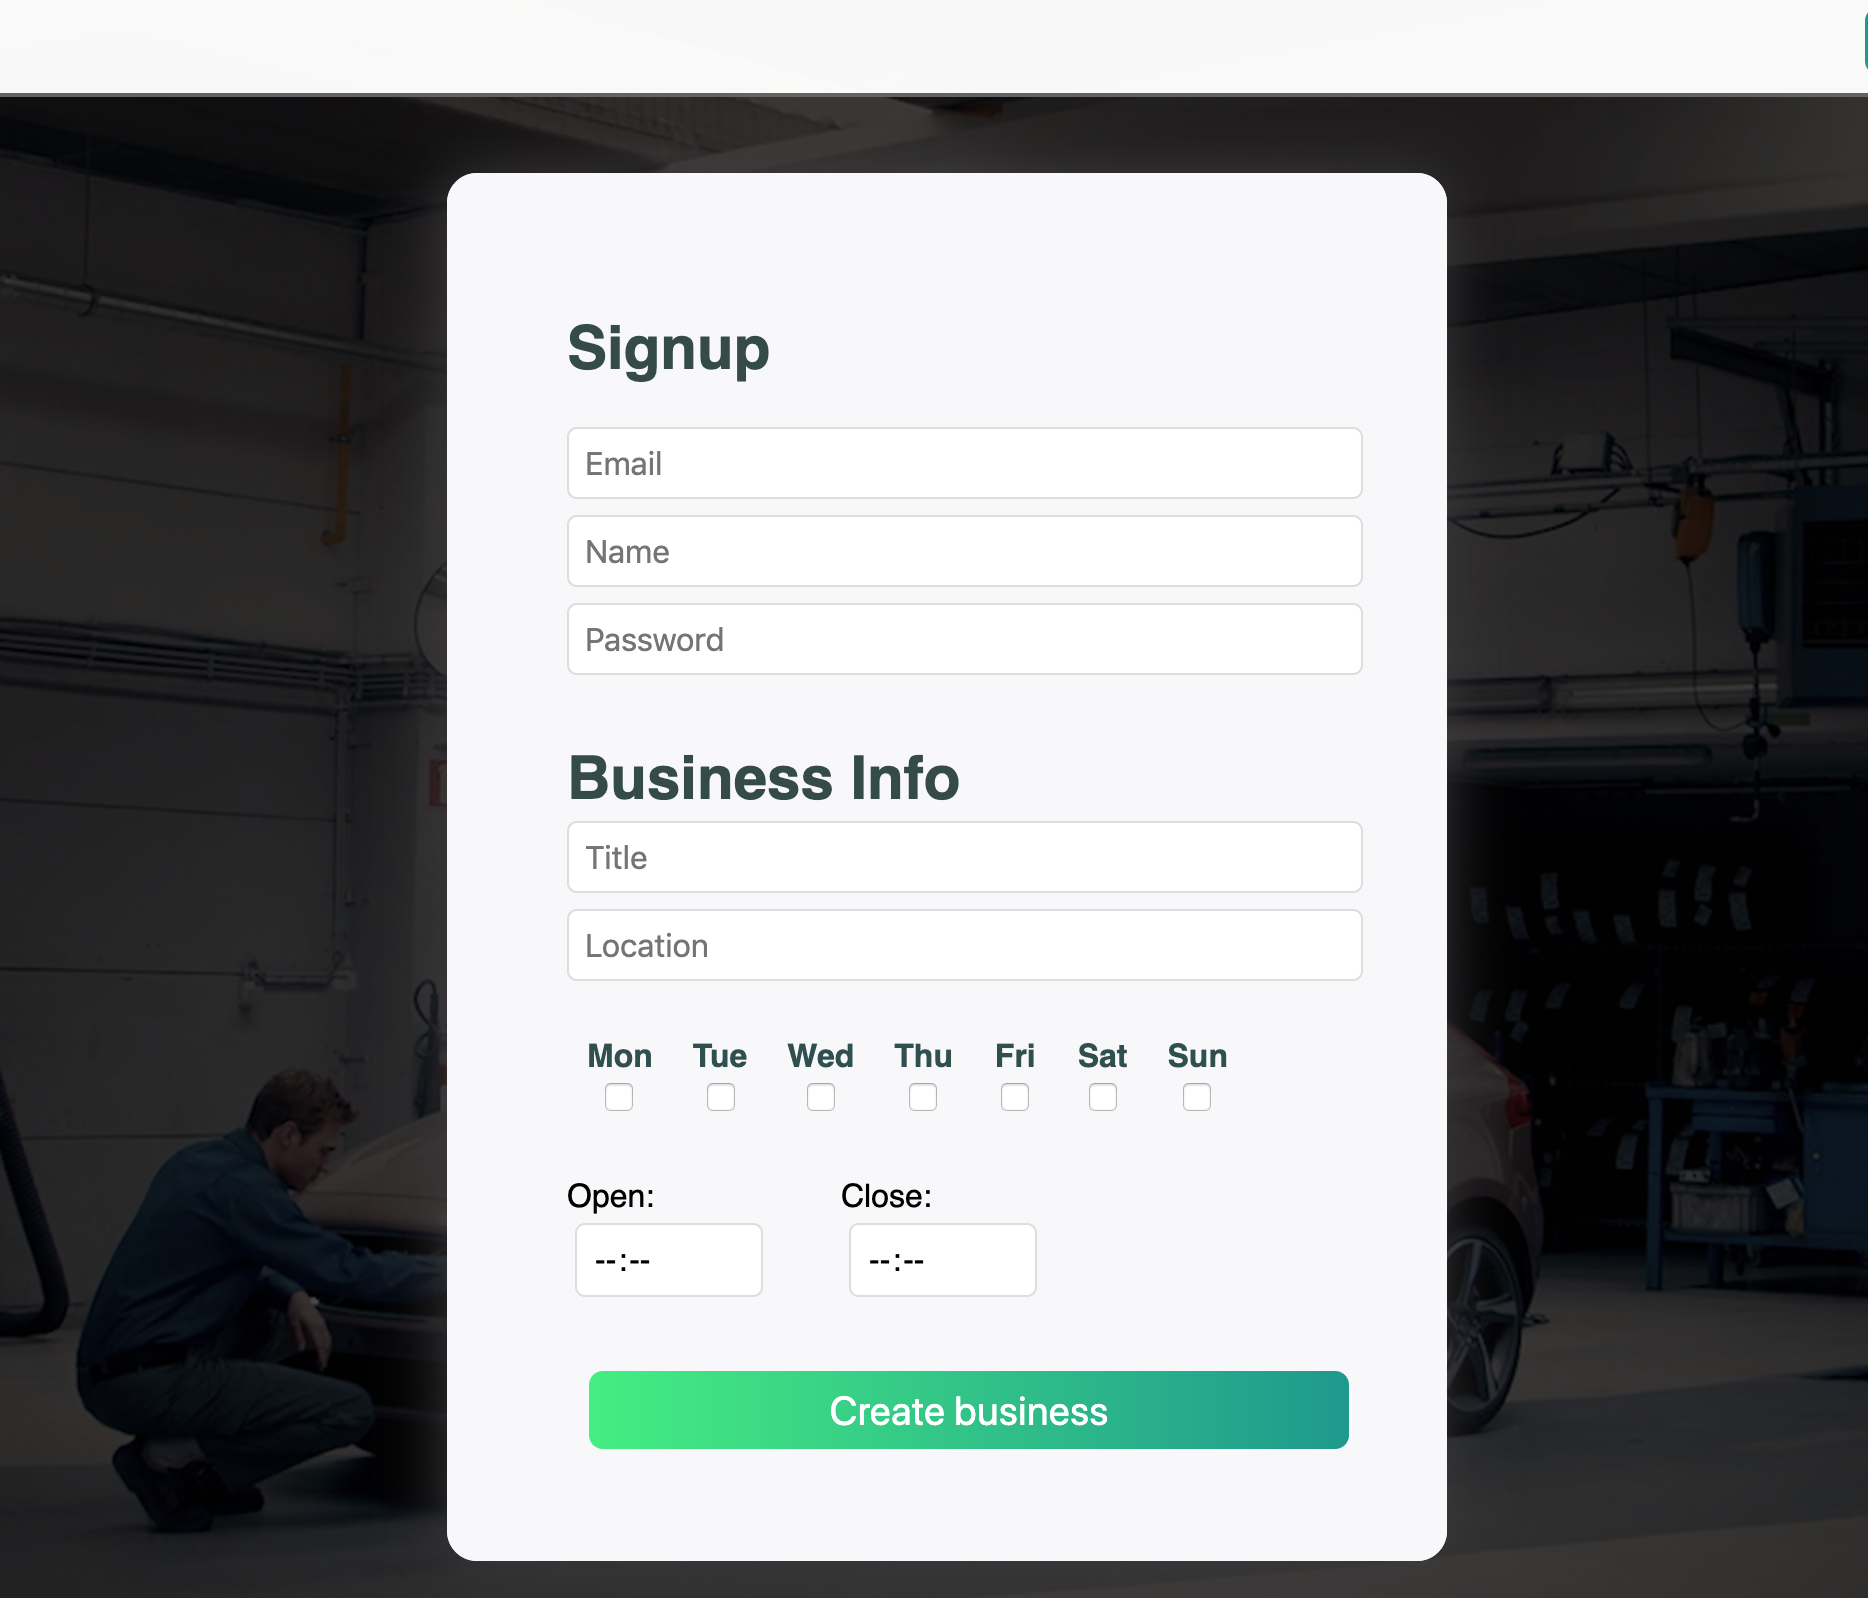 Signup
Email
Name
Password
Business Info
Title
Location
Mon Tue Wed Thu Fri Sat Sun
Open: Close:
--:-- --:--
Create business